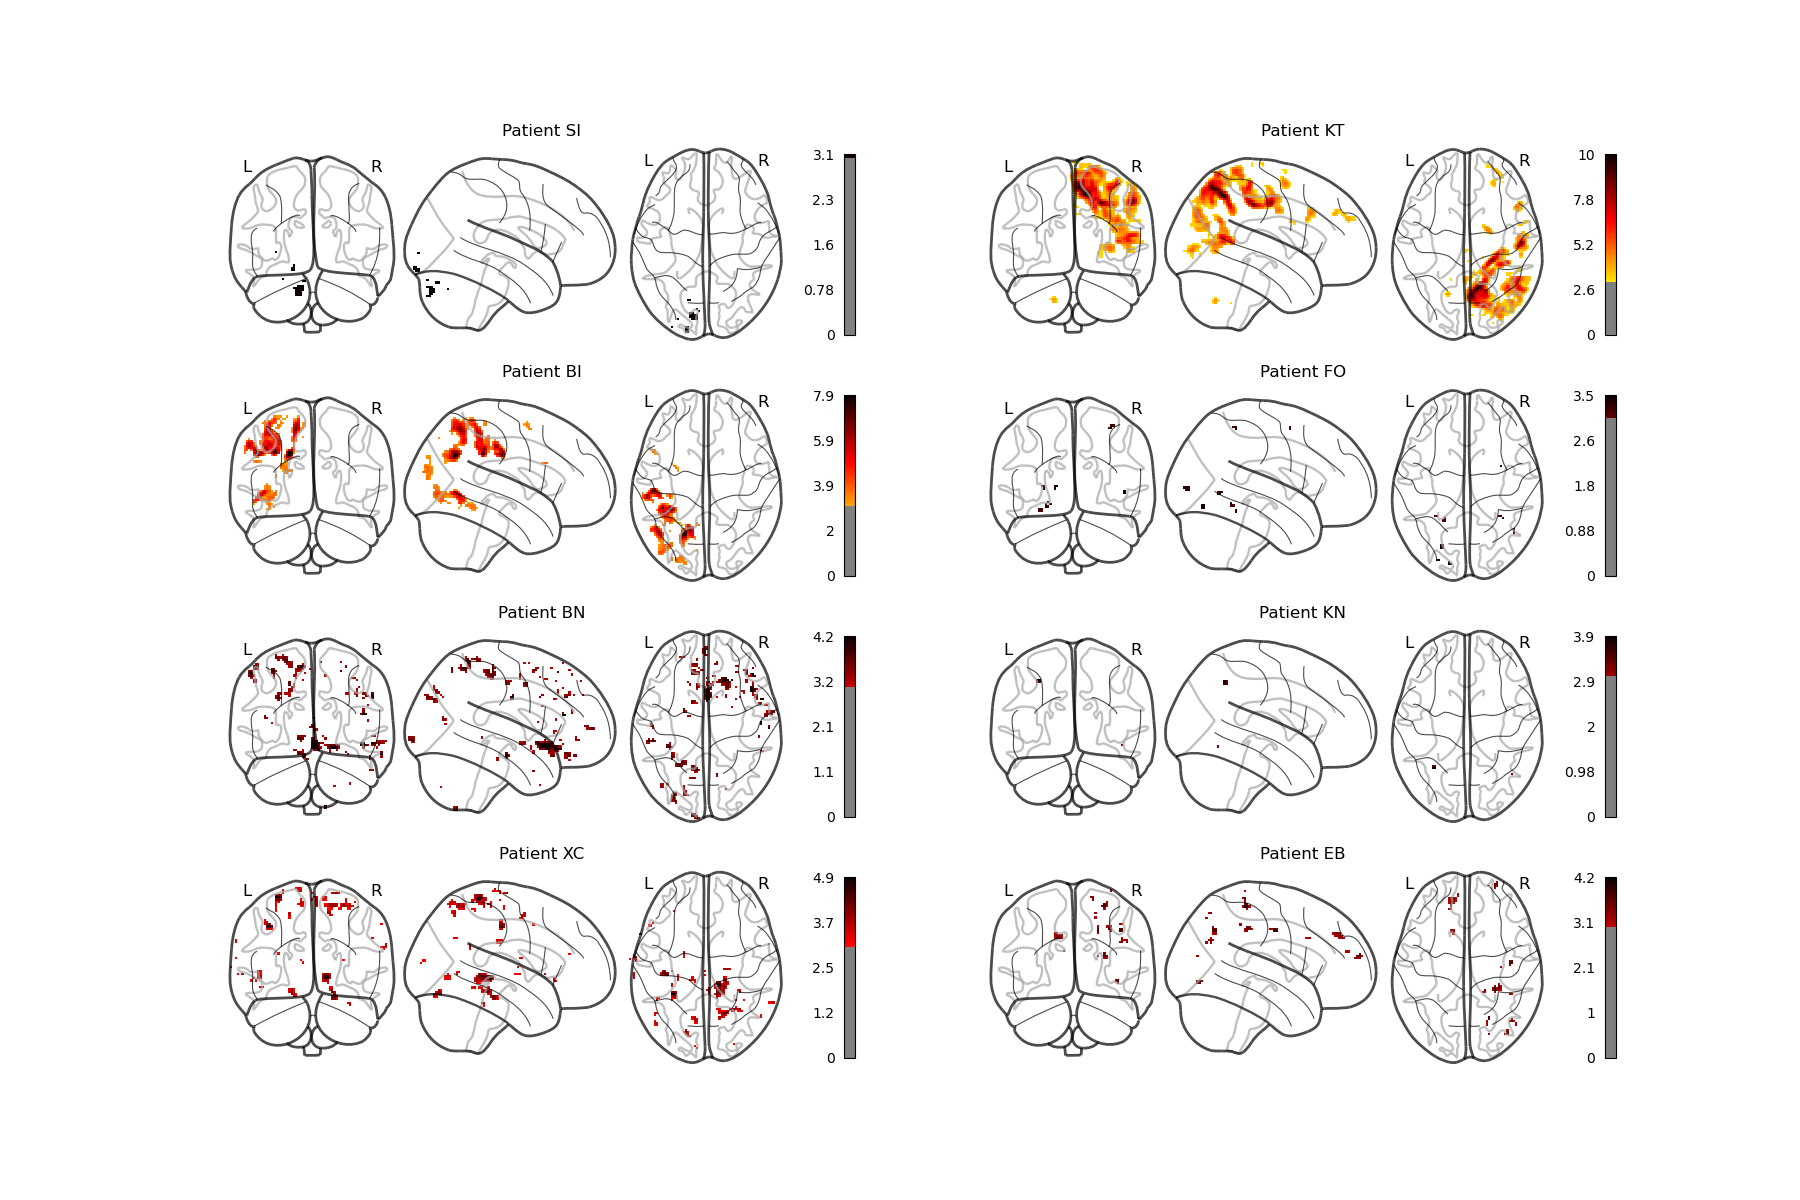 Patient SI
L R L R
3.1
2.3
1.6
0.78
0
Patient KT
L R L R
10
7.8
5.2
2.6
0
Patient BI
L R L R
7.9
5.9
3.9
2
0
Patient FO
L R L R
3.5
2.6
1.8
0.88
0
Patient BN
L R L R
4.2
3.2
2.1
1.1
0
Patient KN
L R L R
3.9
2.9
2
0.98
0
Patient XC
L R L R
4.9
3.7
2.5
1.2
0
Patient EB
L R L R
4.2
3.1
2.1
1
0